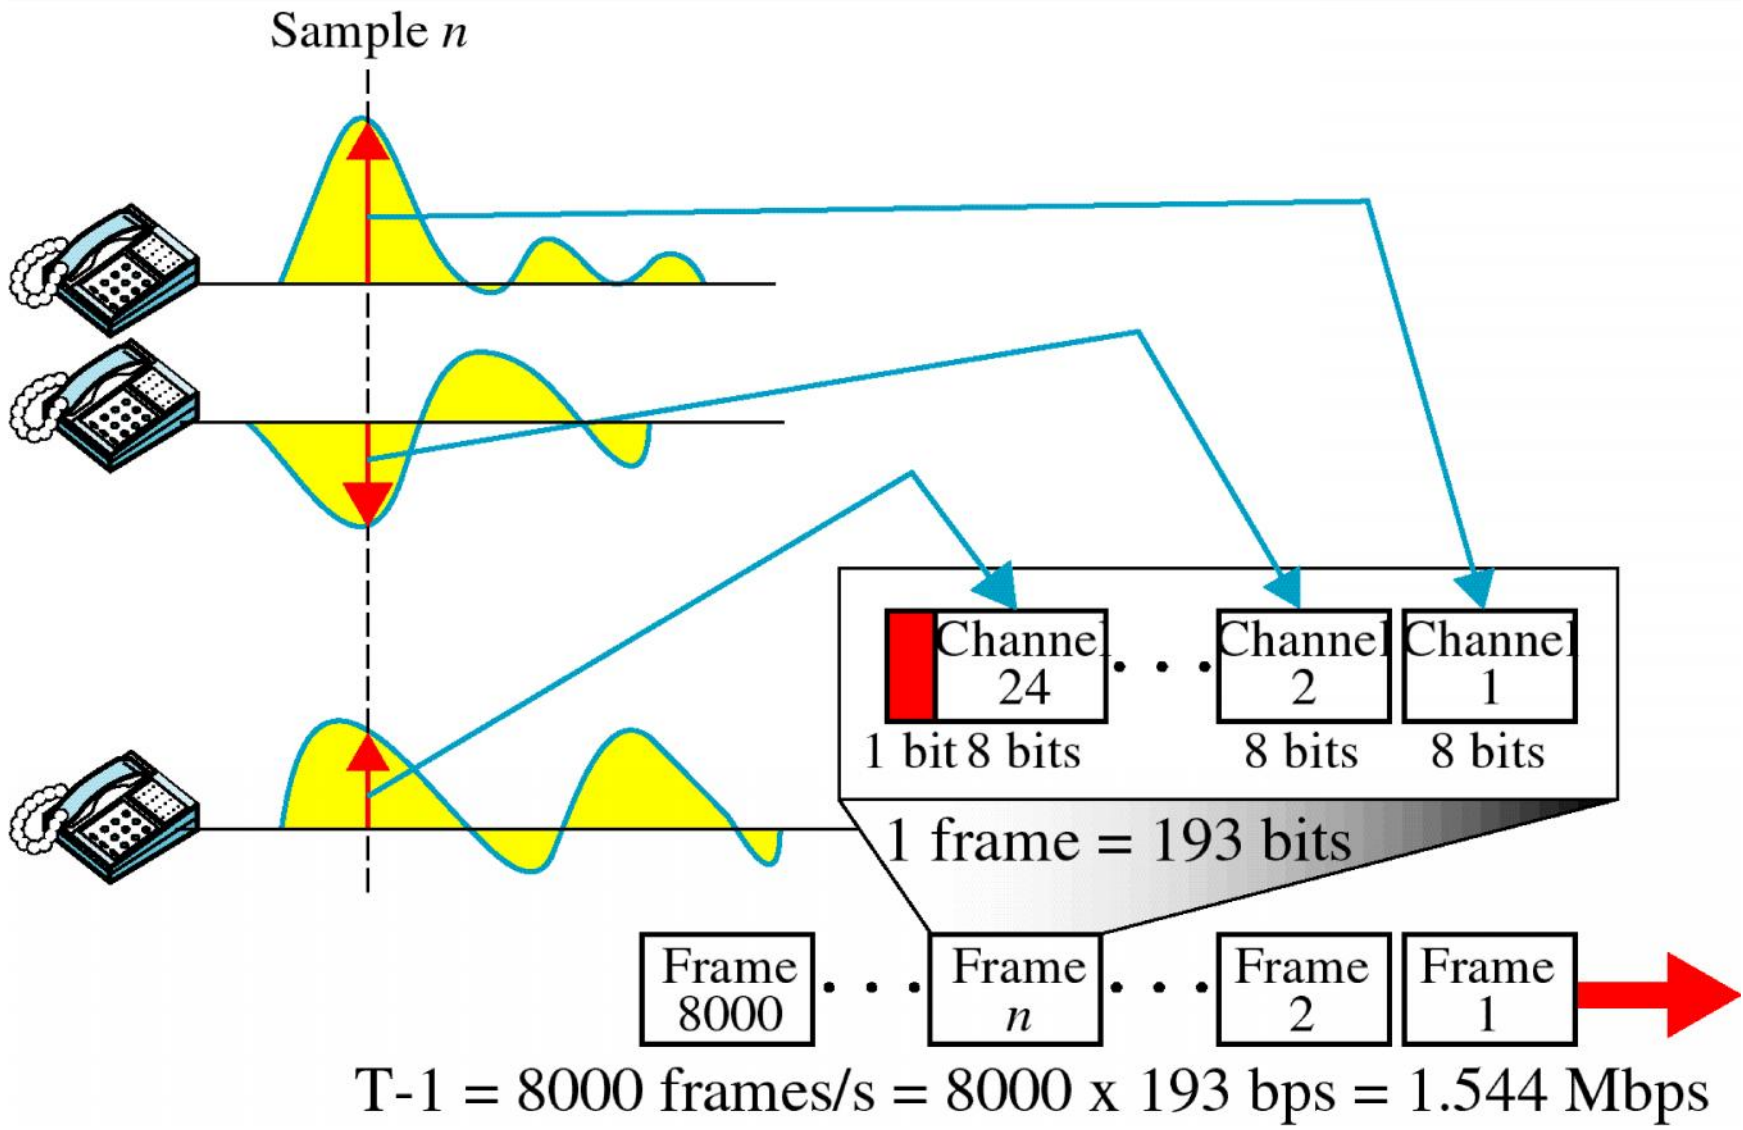 Sample n
Channel
24
Channel
2
Channel
1
1 bit 8 bits
8 bits
8 bits
1 frame = 193 bits
Frame
8000
Frame
n
Frame
2
Frame
1
T-1 = 8000 frames/s = 8000 x 193 bps = 1.544 Mbps